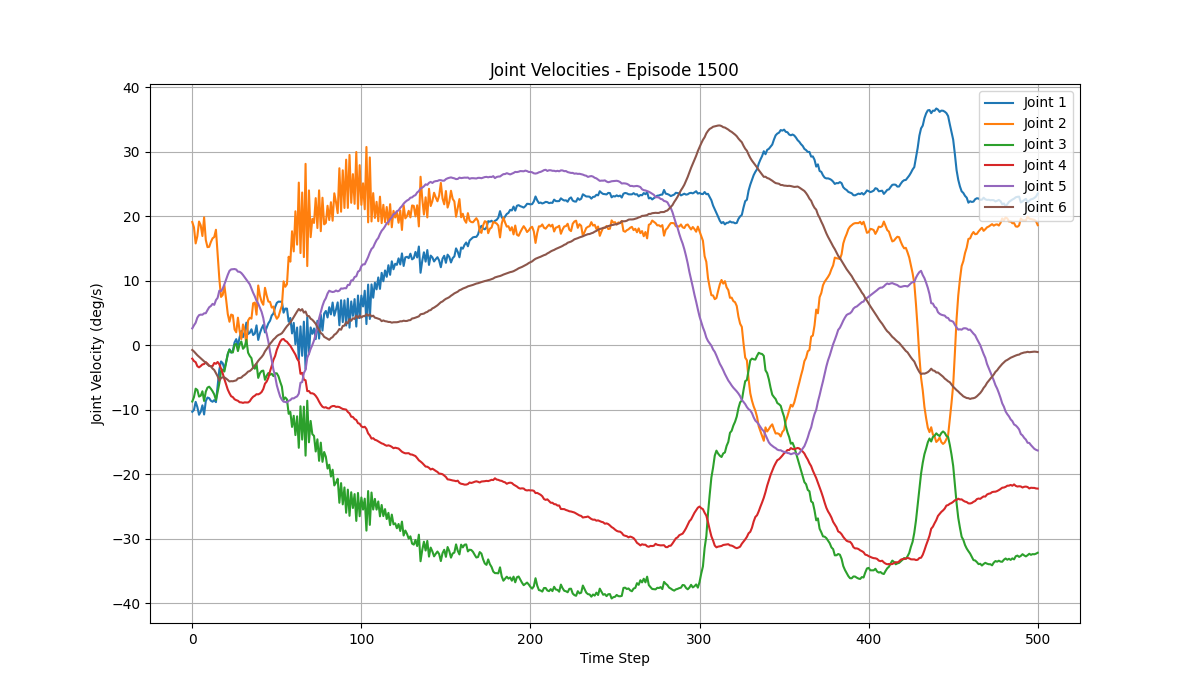 Joint Velocities - Episode 1500
Joint Velocity (deg/s)
40
30
20
10
0
−10
−20
−30
−40
Joint 1
Joint 2
Joint 3
Joint 4
Joint 5
Joint 6
0
100
200
300
400
500
Time Step